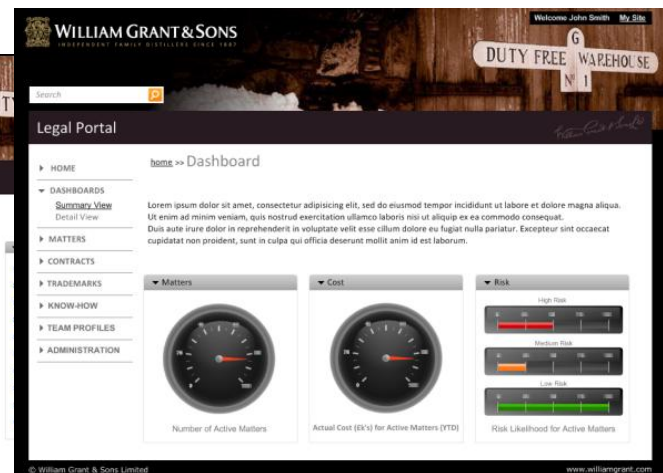 WILLIAM GRANT & SONS
INDEPENDENT FAMILY DISTILLERS SINCE 1887
Welcome John Smith My Site
G
DUTY FREE WAREHOUSE
Nº 1
Search
Legal Portal
home >> Dashboard
HOME
DASHBOARDS
Summary View
Detail View
MATTERS
CONTRACTS
TRADEMARKS
KNOW-HOW
TEAM PROFILES
ADMINISTRATION
Lorem ipsum dolor sit amet, consectetur adipisicing elit, sed do eiusmod tempor incididunt ut labore et dolore magna aliqua.
Ut enim ad minim veniam, quis nostrud exercitation ullamco laboris nisi ut aliquip ex ea commodo consequat.
Duis aute irure dolor in reprehenderit in voluptate velit esse cillum dolore eu fugiat nulla pariatur. Excepteur sint occaecat
cupidatat non proident, sunt in culpa qui officia deserunt mollit anim id est laborum.
Matters
Number of Active Matters
Cost
Actual Cost (£k's) for Active Matters (YTD)
Risk
High Risk
Medium Risk
Low Risk
Risk Likelihood for Active Matters
© William Grant & Sons Limited
www.williamgrant.com